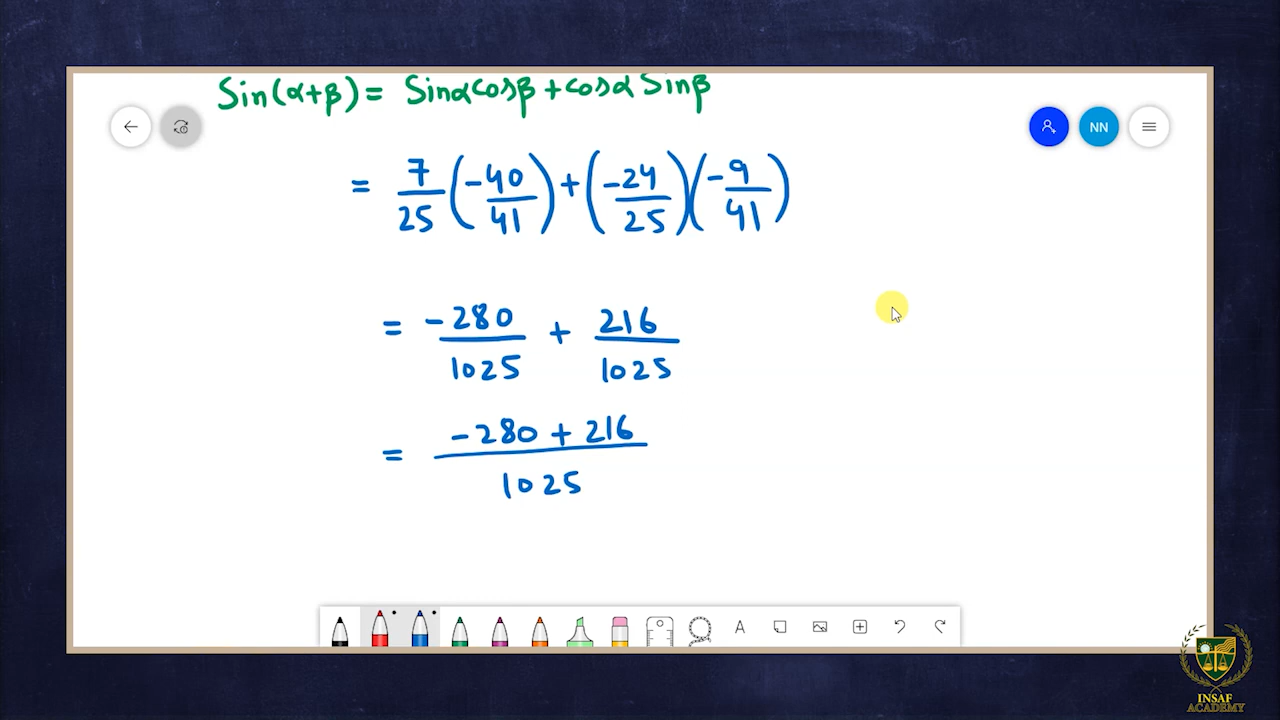 Sin(α+β) = Sinαcosβ + cosα Sinβ
NN
= 7/25 (-40/41) + (-24/25)(-9/41)
= -280/1025 + 216/1025
= -280 + 216 / 1025
A
INSAF
ACADEMY